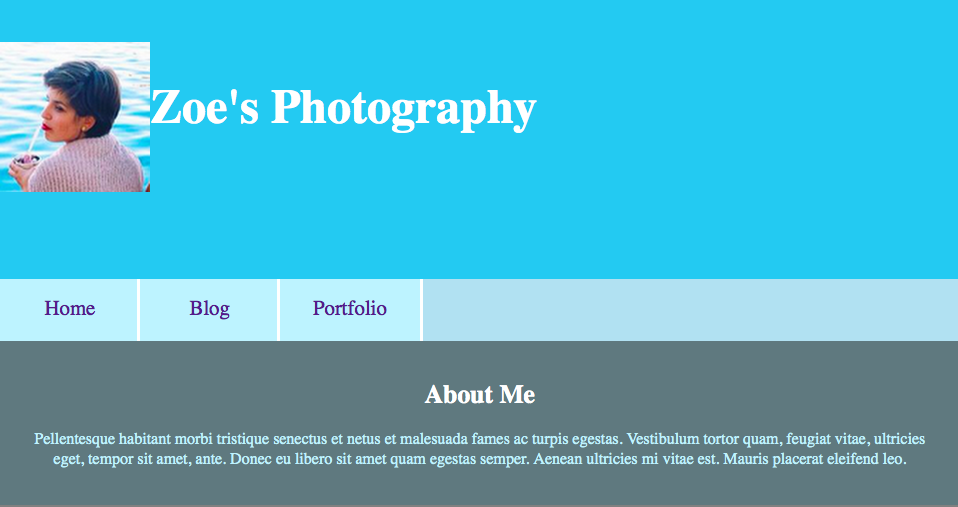 Zoe's Photography
Home Blog Portfolio
About Me
Pellentesque habitant morbi tristique senectus et netus et malesuada fames ac turpis egestas. Vestibulum tortor quam, feugiat vitae, ultricies
eget, tempor sit amet, ante. Donec eu libero sit amet quam egestas semper. Aenean ultricies mi vitae est. Mauris placerat eleifend leo.